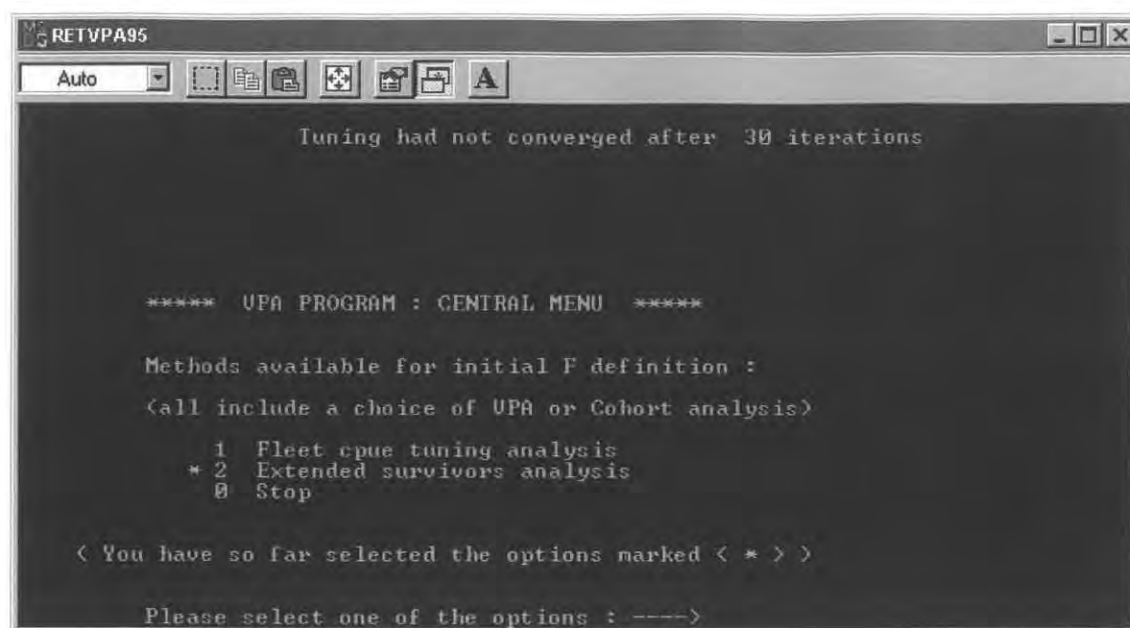 RETVPA95
Auto
A
Tuning had not converged after 30 iterations
***** VPA PROGRAM : CENTRAL MENU *****
Methods available for initial F definition :
(all include a choice of VPA or Cohort analysis)
1 Fleet cpue tuning analysis
* 2 Extended survivors analysis
0 Stop
( You have so far selected the options marked ( * ) )
Please select one of the options : ---->